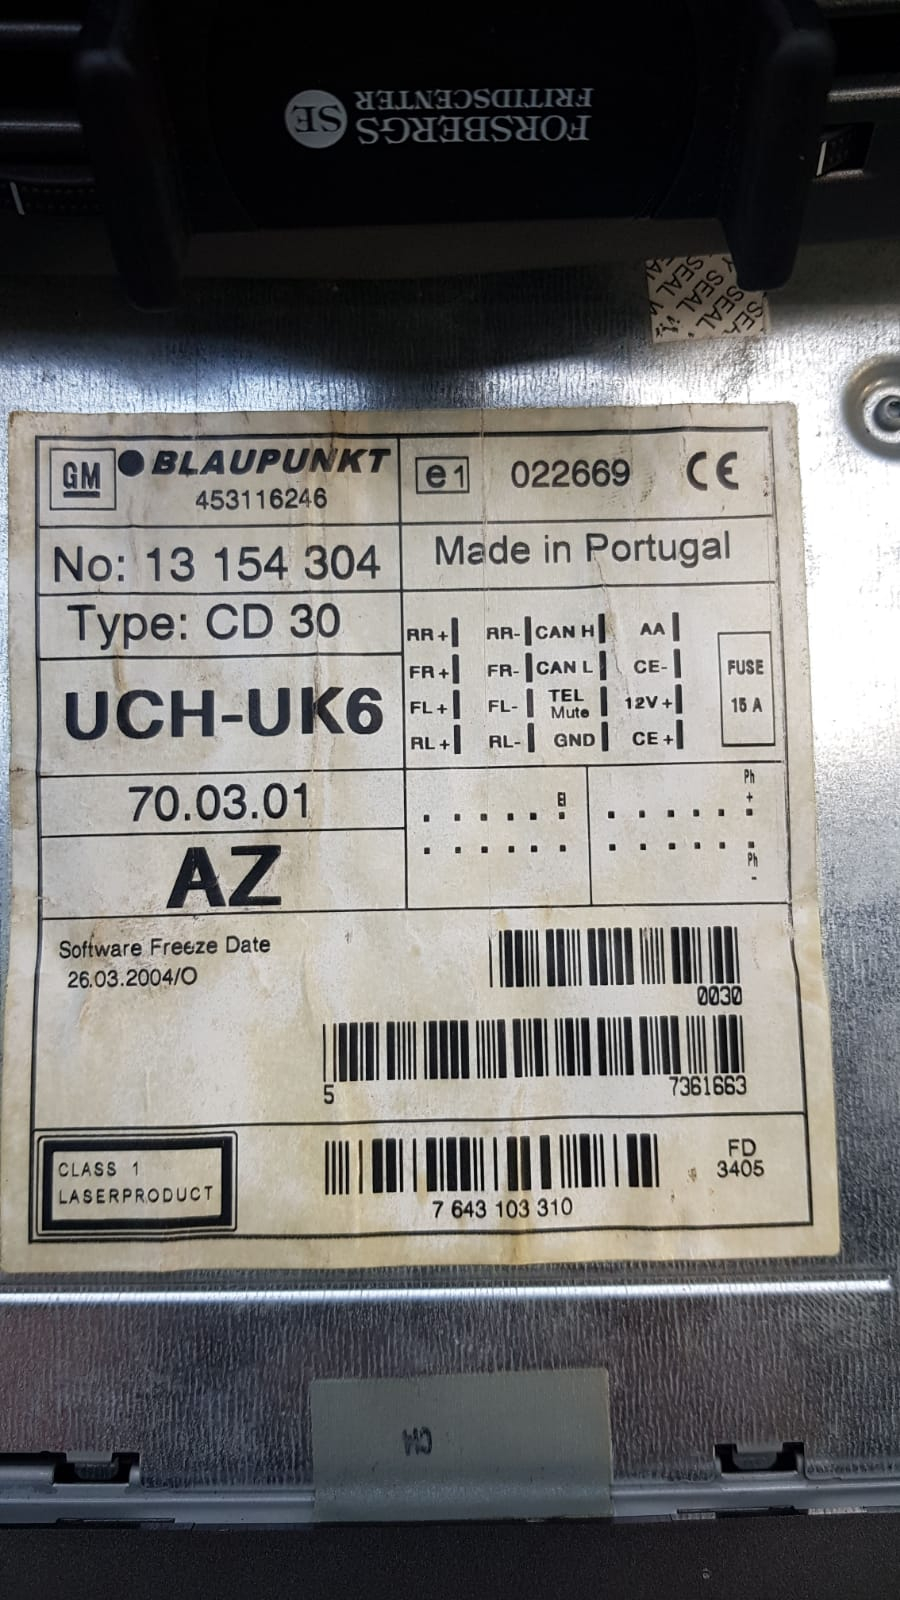 FORSBERGS
FRITIDSCENTER
SE
SEAL
SEAL
SEAL
GM
BLAUPUNKT
453116246
e1 022669 CE
No: 13 154 304
Made in Portugal
Type: CD 30
UCH-UK6
70.03.01
AZ
RR+ RR- CAN H AA
FR+ FR- CAN L CE-
FL+ FL- TEL Mute 12V+
RL+ RL- GND CE+
FUSE
15 A
Ph
+
Ph
-
Software Freeze Date
26.03.2004/O
0030
5 7361663
CLASS 1
LASERPRODUCT
7 643 103 310
FD
3405